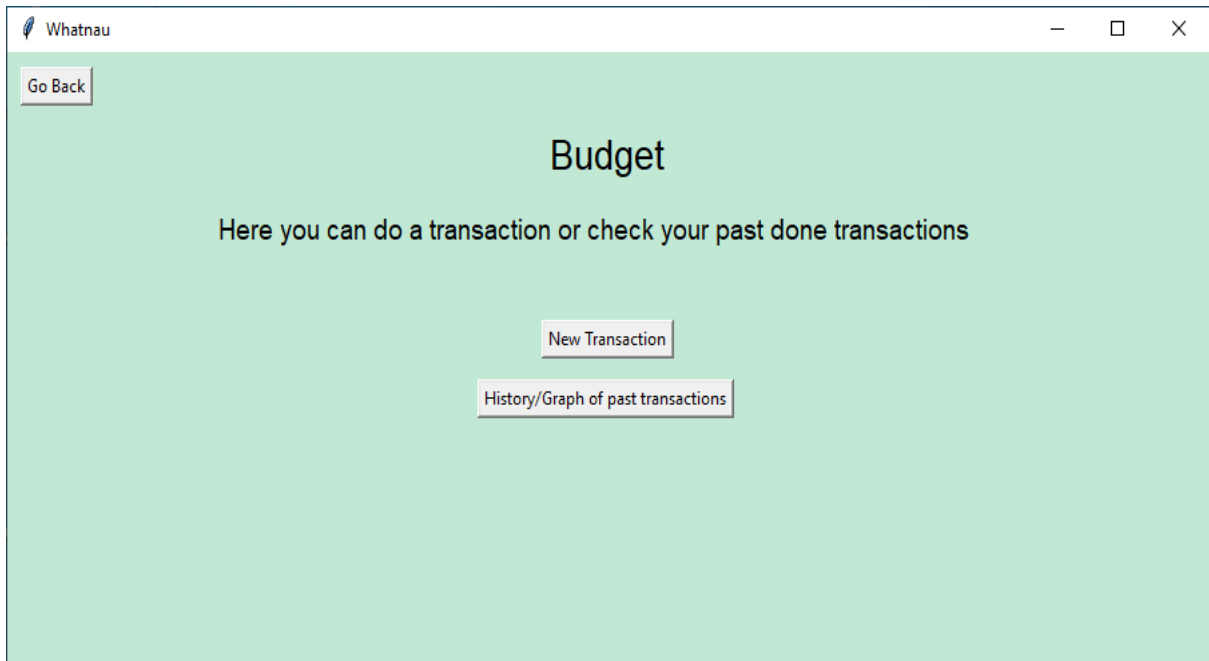 Whatnau
Go Back
Budget
Here you can do a transaction or check your past done transactions
New Transaction
History/Graph of past transactions